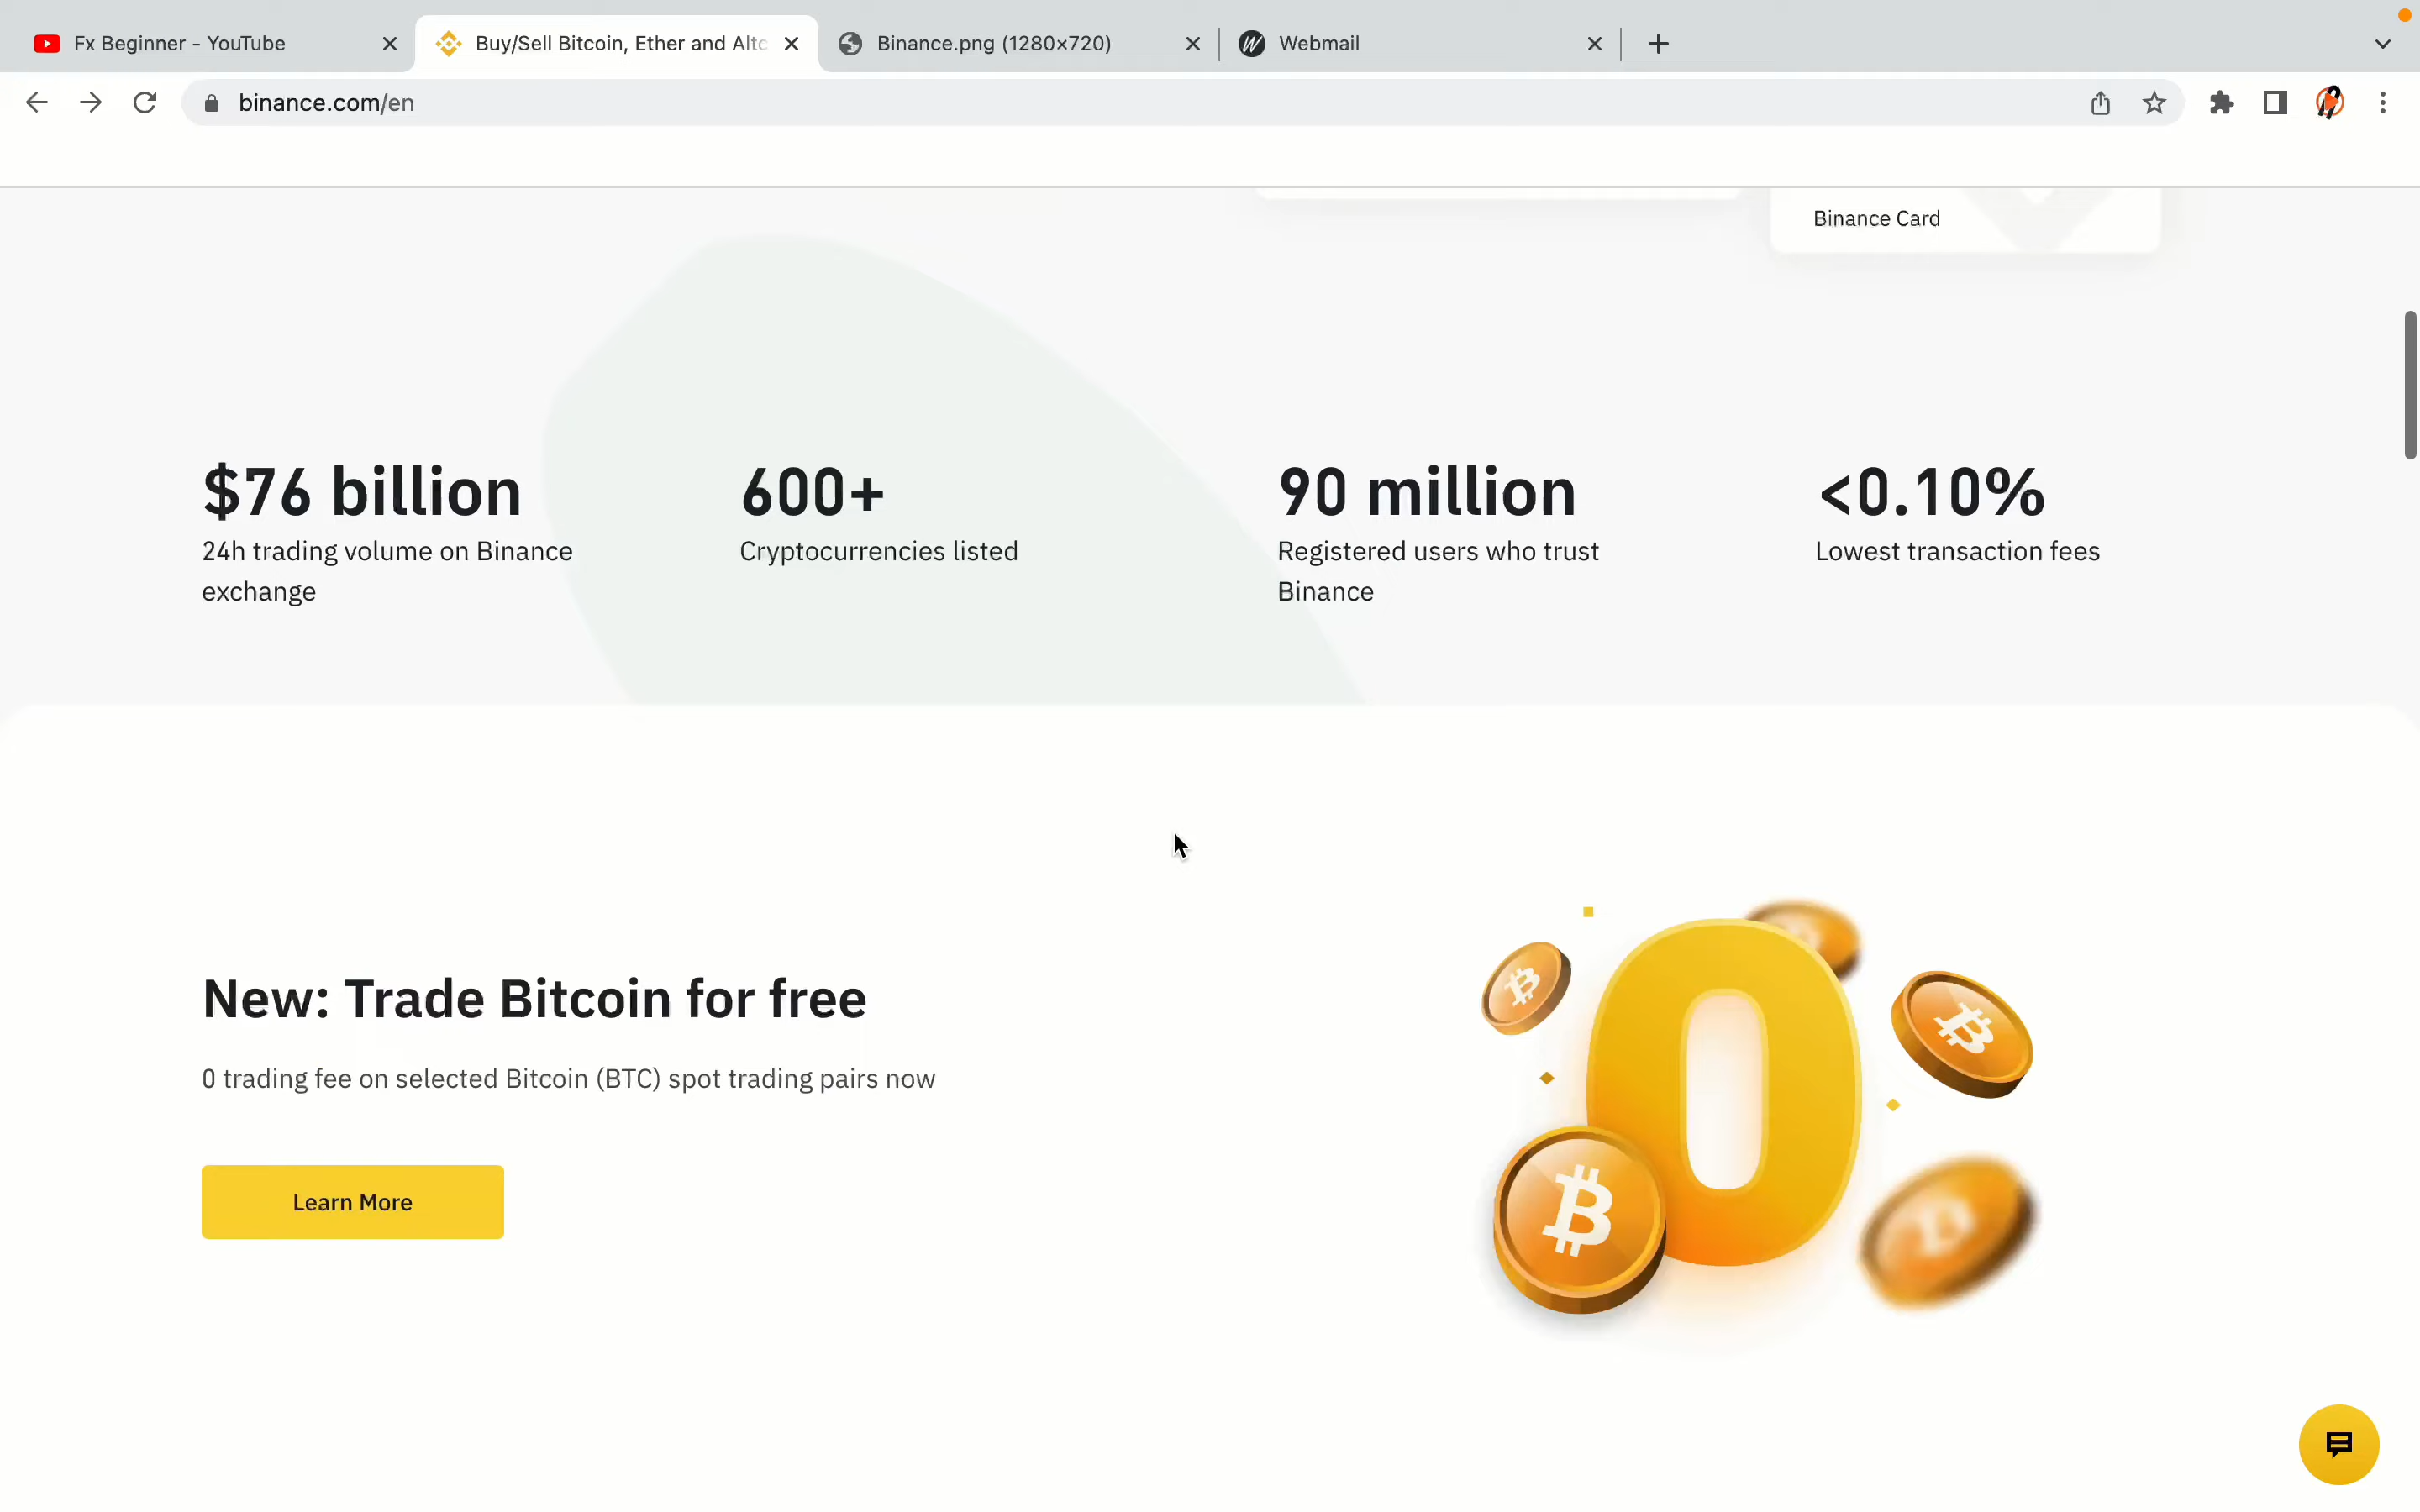 Fx Beginner - YouTube
Buy/Sell Bitcoin, Ether and Altc
Binance.png (1280×720)
Webmail
binance.com/en
Binance Card
$76 billion
24h trading volume on Binance
exchange
600+
Cryptocurrencies listed
90 million
Registered users who trust
Binance
<0.10%
Lowest transaction fees
New: Trade Bitcoin for free
0 trading fee on selected Bitcoin (BTC) spot trading pairs now
Learn More
0